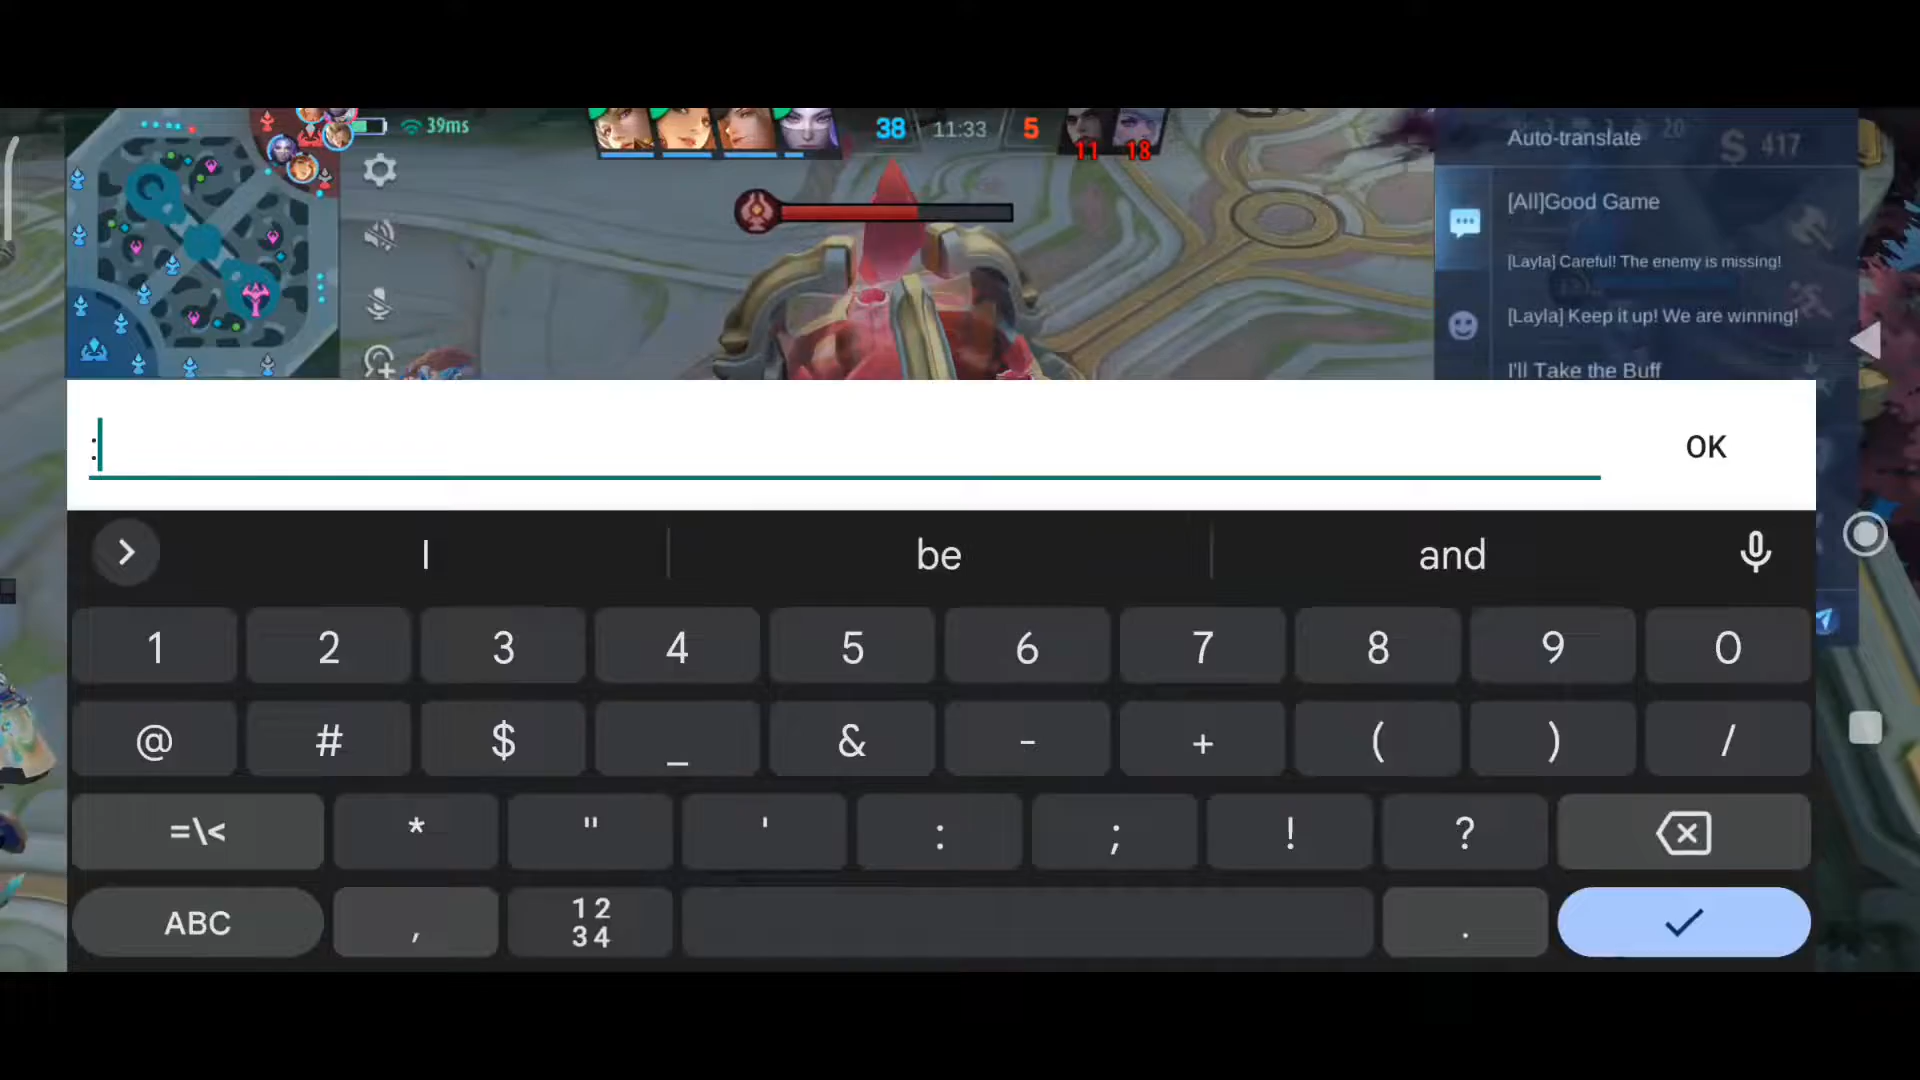 39ms
38 11:33 5
11 18
Auto-translate
$ 417
[All]Good Game
[Layla] Careful! The enemy is missing!
[Layla] Keep it up! We are winning!
I'll Take the Buff
:
OK
I be and
1 2 3 4 5 6 7 8 9 0
@ # $ _ & - + ( ) /
=\< * " ' : ; ! ?
ABC , 12 .
34